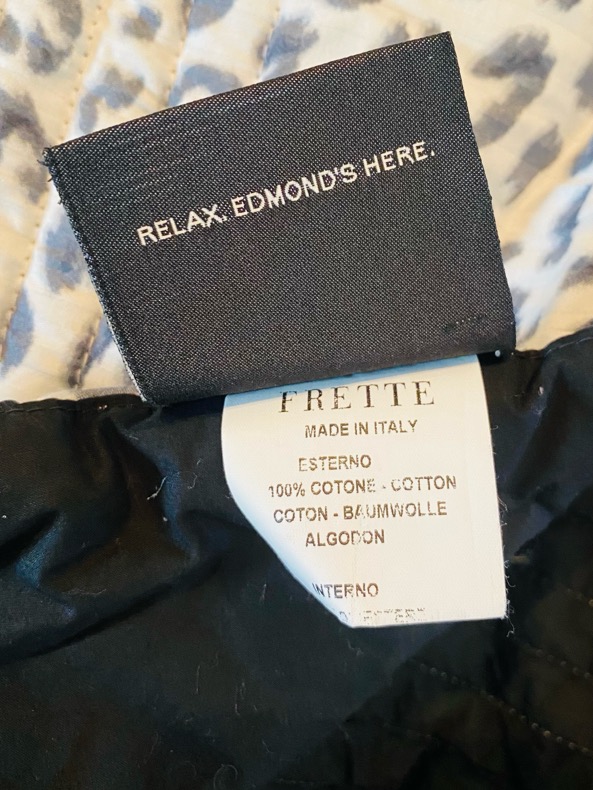 RELAX. EDMOND'S HERE.
FRETTE
MADE IN ITALY
ESTERNO
100% COTONE - COTTON
COTON - BAUMWOLLE
ALGODON
INTERNO